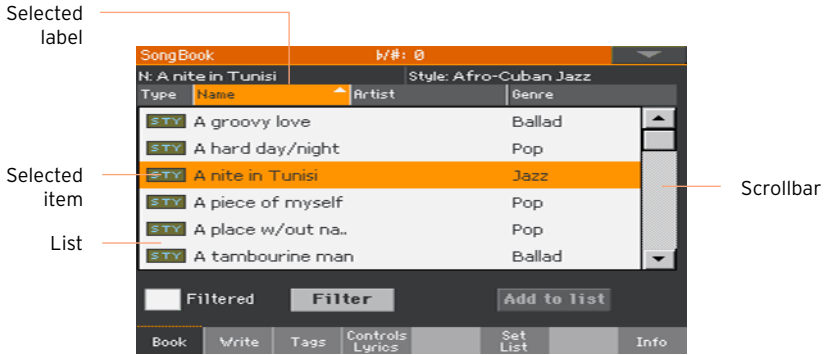 Selected
label
SongBook ♭/#: 0
N: A nite in Tunisi Style: Afro-Cuban Jazz
Type Name Artist Genre
STY A groovy love Ballad
STY A hard day/night Pop
Selected
item
STY A nite in Tunisi Jazz
Scrollbar
STY A piece of myself Pop
List
STY A place w/out na.. Pop
STY A tambourine man Ballad
Filtered Filter Add to list
Book Write Tags Controls
Lyrics Set
List Info